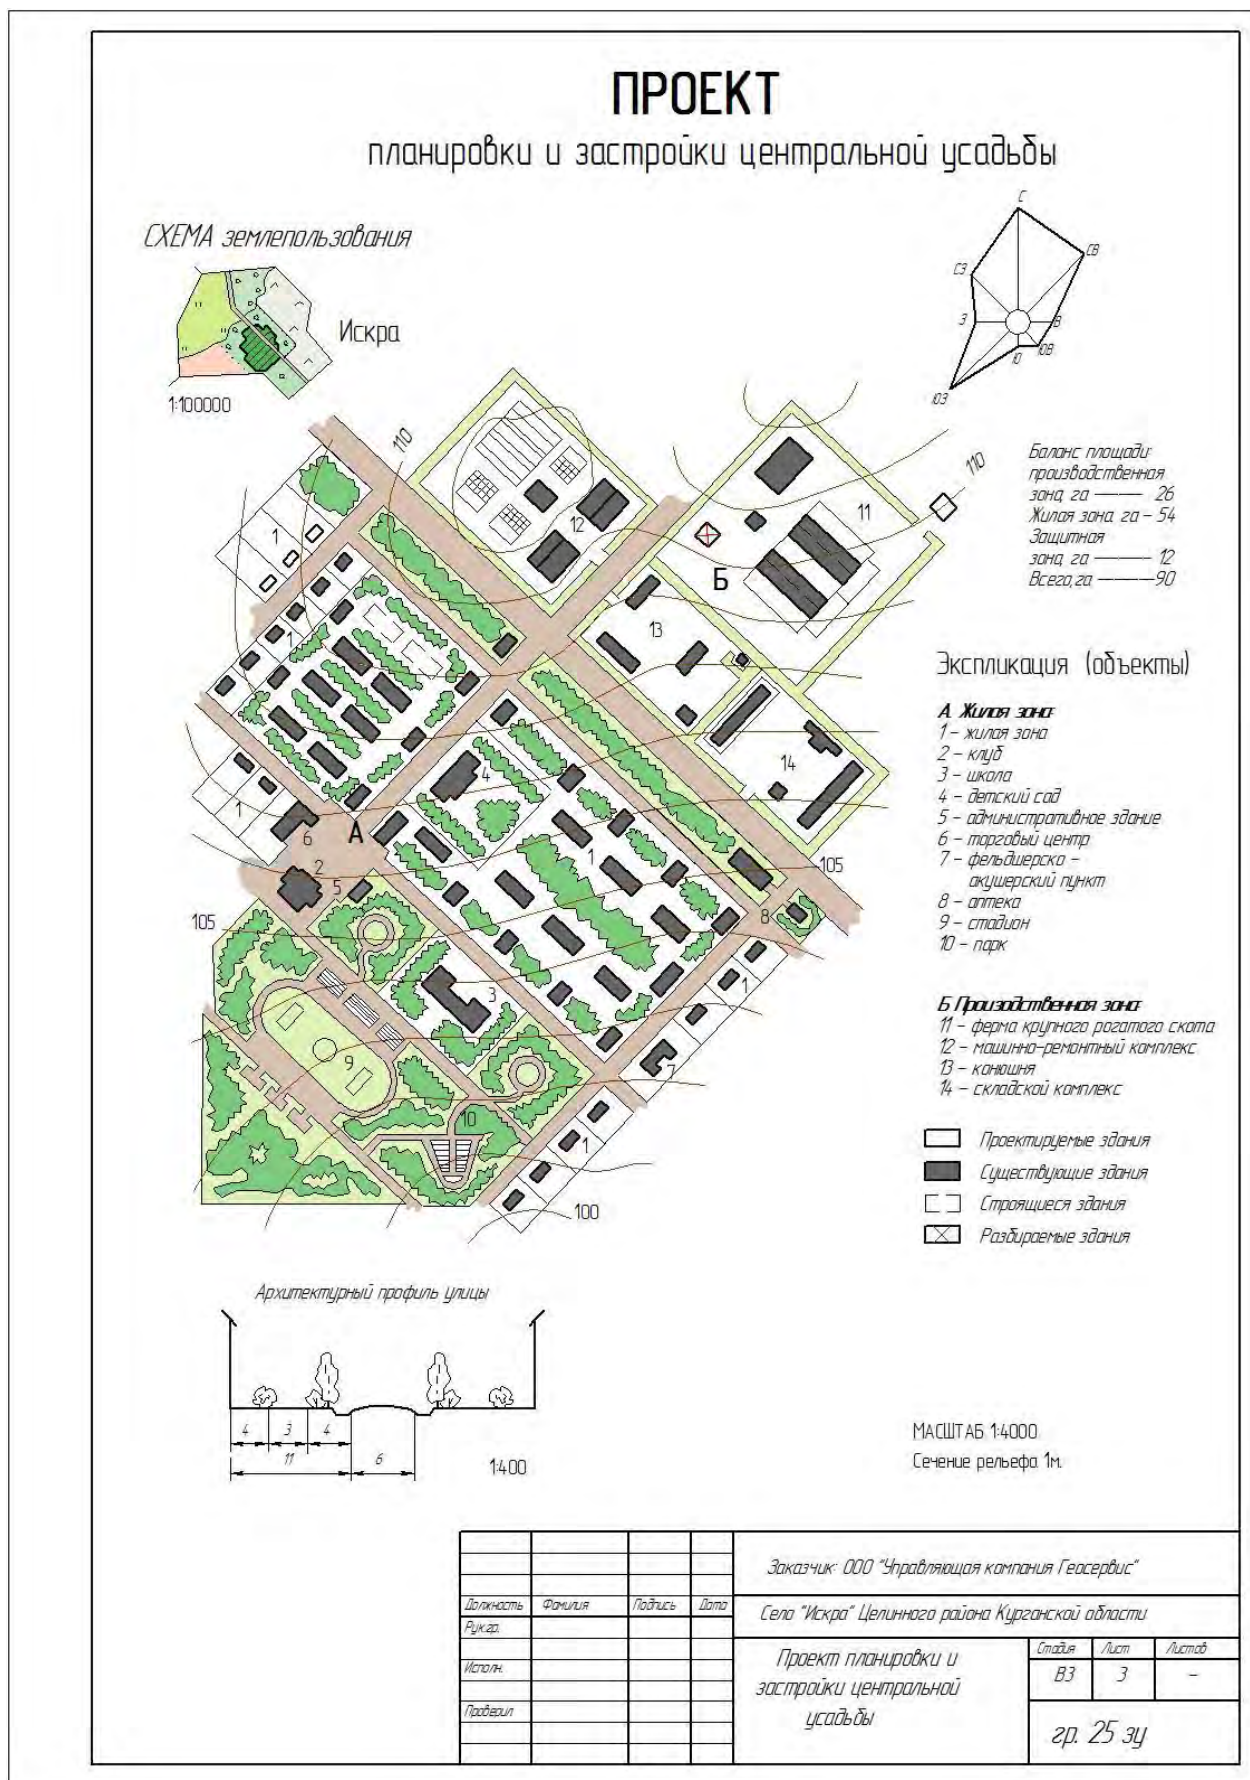 ПРОЕКТ
планировки и застройки центральной усадьбы
СХЕМА землепользования
Искра
1:100000
С
СВ
В
ЮВ
Ю
ЮЗ
З
СЗ
Баланс площади:
производственная
зона, га —— 26
Жилая зона, га – 54
Защитная
зона, га —— 12
Всего,га ——90
110
110
12
11
Б
1
13
1
14
4
1
А
6
1
2
5
105
8
105
3
1
9
7
10
1
100
Экспликация (объекты)
А. Жилая зона:
1 – жилая зона
2 – клуб
3 – школа
4 – детский сад
5 – административное здание
6 – торговый центр
7 – фельдшерско –
акушерский пункт
8 – аптека
9 – стадион
10 – парк
Б Произодственная зона:
11 – ферма крупного рогатого скота
12 – машинно-ремонтный комплекс
13 – конюшня
14 – складской комплекс
Проектируемые здания
Существующие здания
Строящиеся здания
Разбираемые здания
Архитектурный профиль улицы
4 3 4
11 6
1:400
МАСШТАБ 1:4000
Сечение рельефа 1м.
Заказчик: ООО "Управляющая компания Геосервис"
Должность Фамилия Подпись Дата
Село "Искра" Целинного района Курганской области
Рук.гр.
Исполн.
Проверил
Проект планировки и
застройки центральной
усадьбы
Стадия Лист Листов
ВЗ 3 –
гр. 25 зу